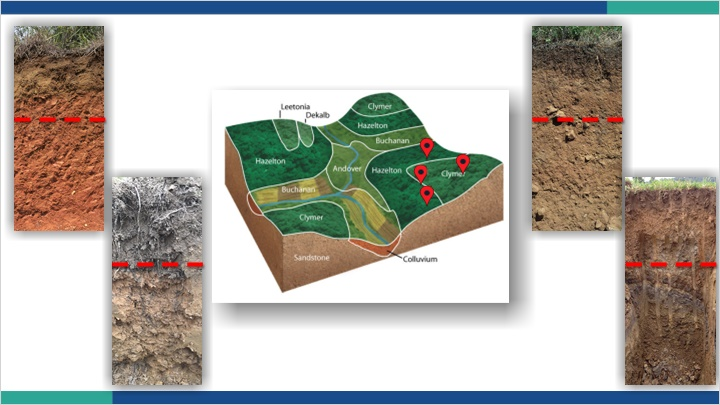 Leetonia
Dekalb
Clymer
Hazelton
Buchanan
Hazelton
Andover
Hazelton
Clymer
Buchanan
Clymer
Sandstone
Colluvium